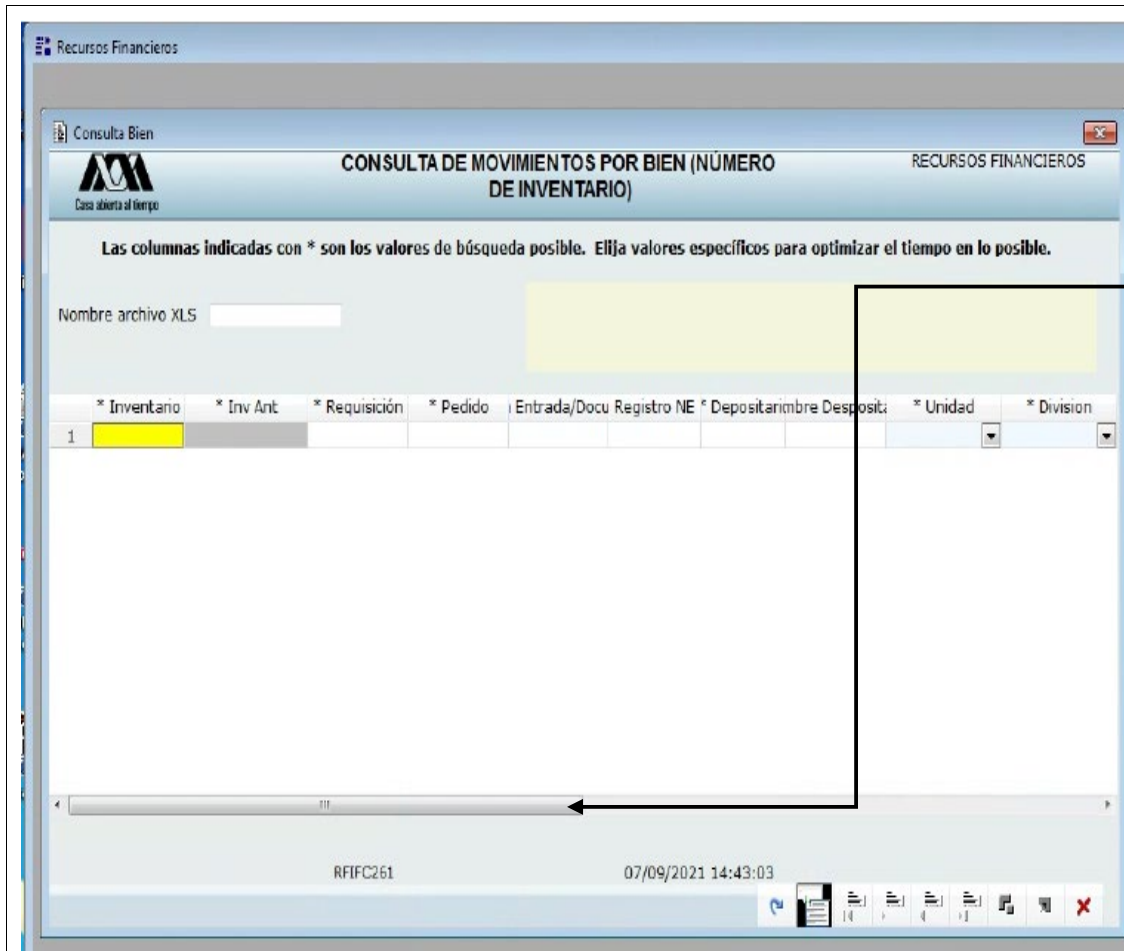 Recursos Financieros
Consulta Bien
CONSULTA DE MOVIMIENTOS POR BIEN (NÚMERO
DE INVENTARIO)
RECURSOS FINANCIEROS
Casa abierta al tiempo
Las columnas indicadas con * son los valores de búsqueda posible. Elija valores específicos para optimizar el tiempo en lo posible.
Nombre archivo XLS
* Inventario * Inv Ant * Requisición * Pedido Entrada/Docu Registro NE * Depositari mbre Desposita * Unidad * Division
1
RFIFC261 07/09/2021 14:43:03